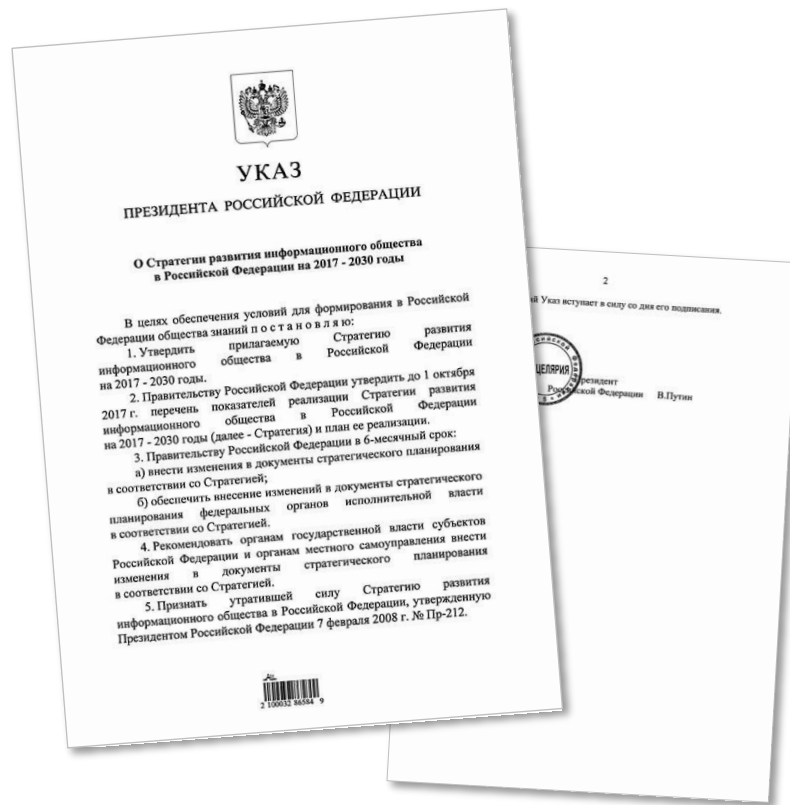 УКАЗ
ПРЕЗИДЕНТА РОССИЙСКОЙ ФЕДЕРАЦИИ
О Стратегии развития информационного общества
в Российской Федерации на 2017 - 2030 годы
В целях обеспечения условий для формирования в Российской
Федерации общества знаний п о с т а н о в л я ю:
1. Утвердить прилагаемую Стратегию развития
информационного общества в Российской Федерации
на 2017 - 2030 годы.
2. Правительству Российской Федерации утвердить до 1 октября
2017 г. перечень показателей реализации Стратегии развития
информационного общества в Российской Федерации
на 2017 - 2030 годы (далее - Стратегия) и план ее реализации.
3. Правительству Российской Федерации в 6-месячный срок:
а) внести изменения в документы стратегического планирования
в соответствии со Стратегией;
б) обеспечить внесение изменений в документы стратегического
планирования федеральных органов исполнительной власти
в соответствии со Стратегией.
4. Рекомендовать органам государственной власти субъектов
Российской Федерации и органам местного самоуправления внести
изменения в документы стратегического планирования
в соответствии со Стратегией.
5. Признать утратившей силу Стратегию развития
информационного общества в Российской Федерации, утвержденную
Президентом Российской Федерации 7 февраля 2008 г. № Пр-212.
2 100032 86584 9
2
Указ вступает в силу со дня его подписания.
Президент
Российской Федерации В.Путин